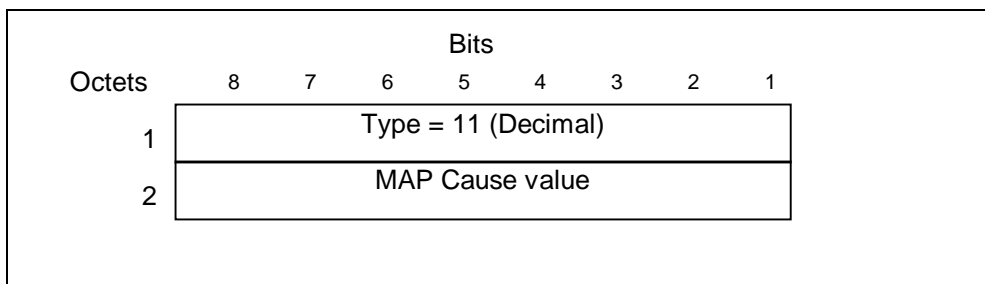 Bits
Octets 8 7 6 5 4 3 2 1
1 Type = 11 (Decimal)
2 MAP Cause value